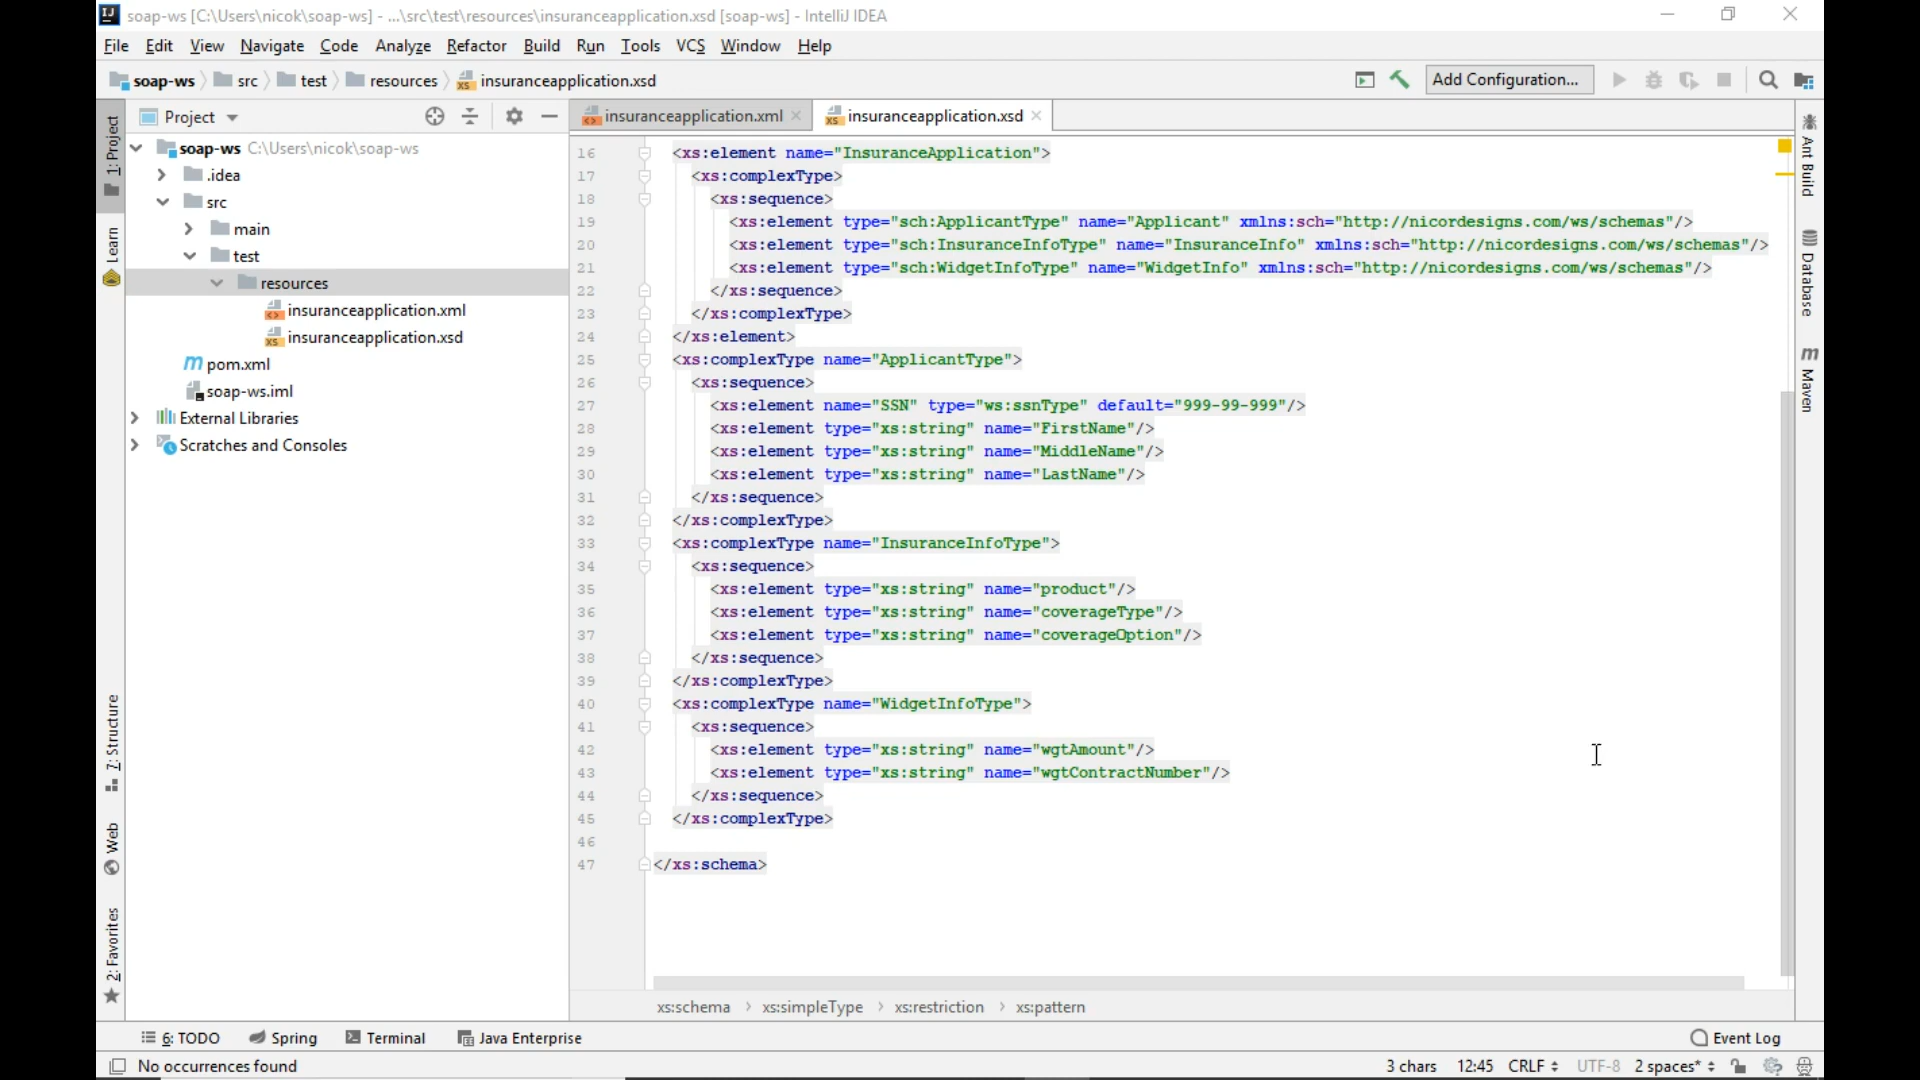 soap-ws [C:\Users\nicok\soap-ws] - ...\src\test\resources\insuranceapplication.xsd [soap-ws] - IntelliJ IDEA
File Edit View Navigate Code Analyze Refactor Build Run Tools VCS Window Help
soap-ws src test resources insuranceapplication.xsd Add Configuration...
Project insuranceapplication.xml insuranceapplication.xsd
1: Project
Learn
7: Structure
Web
2: Favorites
soap-ws C:\Users\nicok\soap-ws
.idea
src
main
test
resources
insuranceapplication.xml
insuranceapplication.xsd
pom.xml
soap-ws.iml
External Libraries
Scratches and Consoles
16 <xs:element name="InsuranceApplication">
17 <xs:complexType>
18 <xs:sequence>
19 <xs:element type="sch:ApplicantType" name="Applicant" xmlns:sch="http://nicordesigns.com/ws/schemas"/>
20 <xs:element type="sch:InsuranceInfoType" name="InsuranceInfo" xmlns:sch="http://nicordesigns.com/ws/schemas"/>
21 <xs:element type="sch:WidgetInfoType" name="WidgetInfo" xmlns:sch="http://nicordesigns.com/ws/schemas"/>
22 </xs:sequence>
23 </xs:complexType>
24 </xs:element>
25 <xs:complexType name="ApplicantType">
26 <xs:sequence>
27 <xs:element name="SSN" type="ws:ssnType" default="999-99-999"/>
28 <xs:element type="xs:string" name="FirstName"/>
29 <xs:element type="xs:string" name="MiddleName"/>
30 <xs:element type="xs:string" name="LastName"/>
31 </xs:sequence>
32 </xs:complexType>
33 <xs:complexType name="InsuranceInfoType">
34 <xs:sequence>
35 <xs:element type="xs:string" name="product"/>
36 <xs:element type="xs:string" name="coverageType"/>
37 <xs:element type="xs:string" name="coverageOption"/>
38 </xs:sequence>
39 </xs:complexType>
40 <xs:complexType name="WidgetInfoType">
41 <xs:sequence>
42 <xs:element type="xs:string" name="wgtAmount"/>
43 <xs:element type="xs:string" name="wgtContractNumber"/>
44 </xs:sequence>
45 </xs:complexType>
46
47 </xs:schema>
Ant Build
Database
Maven
xs:schema xs:simpleType xs:restriction xs:pattern
6: TODO Spring Terminal Java Enterprise Event Log
No occurrences found 3 chars 12:45 CRLF UTF-8 2 spaces*